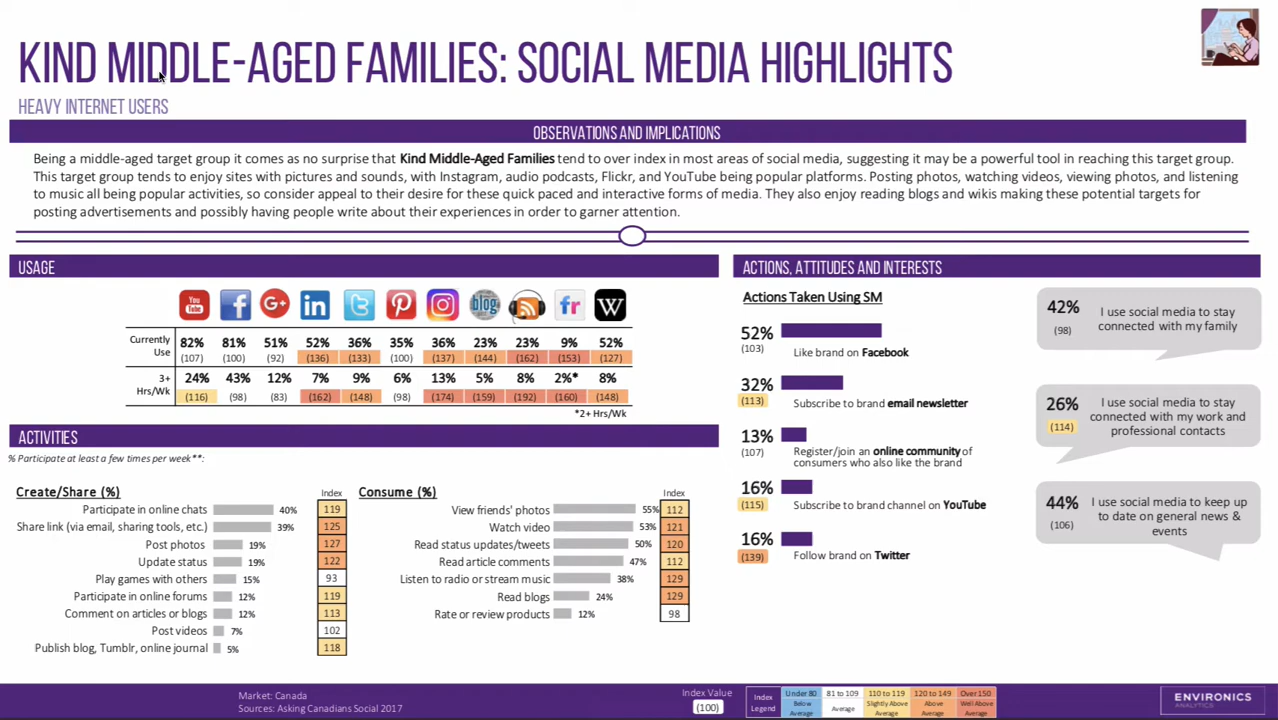 KIND MIDDLE-AGED FAMILIES: SOCIAL MEDIA HIGHLIGHTS
HEAVY INTERNET USERS
OBSERVATIONS AND IMPLICATIONS
Being a middle-aged target group it comes as no surprise that Kind Middle-Aged Families tend to over index in most areas of social media, suggesting it may be a powerful tool in reaching this target group.
This target group tends to enjoy sites with pictures and sounds, with Instagram, audio podcasts, Flickr, and YouTube being popular platforms. Posting photos, watching videos, viewing photos, and listening
to music all being popular activities, so consider appeal to their desire for these quick paced and interactive forms of media. They also enjoy reading blogs and wikis making these potential targets for
posting advertisements and possibly having people write about their experiences in order to garner attention.
USAGE
You Tube f G+ in blog fr W
Currently Use 82% 81% 51% 52% 36% 35% 36% 23% 23% 9% 52%
(107) (100) (92) (136) (133) (100) (137) (144) (162) (153) (127)
3+ Hrs/Wk 24% 43% 12% 7% 9% 6% 13% 5% 8% 2%* 8%
(116) (98) (83) (162) (148) (98) (174) (159) (192) (160) (148)
*2+ Hrs/Wk
ACTIVITIES
% Participate at least a few times per week**:
Create/Share (%) Index
Participate in online chats 40% 119
Share link (via email, sharing tools, etc.) 39% 125
Post photos 19% 127
Update status 19% 122
Play games with others 15% 93
Participate in online forums 12% 119
Comment on articles or blogs 12% 113
Post videos 7% 102
Publish blog, Tumblr, online journal 5% 118
Consume (%) Index
View friends' photos 55% 112
Watch video 53% 121
Read status updates/tweets 50% 120
Read article comments 47% 112
Listen to radio or stream music 38% 129
Read blogs 24% 129
Rate or review products 12% 98
ACTIONS, ATTITUDES AND INTERESTS
Actions Taken Using SM
52%
(103)
Like brand on Facebook
32%
(113)
Subscribe to brand email newsletter
13%
(107)
Register/join an online community of
consumers who also like the brand
16%
(115)
Subscribe to brand channel on YouTube
16%
(139)
Follow brand on Twitter
42%
(98)
I use social media to stay
connected with my family
26%
(114)
I use social media to stay
connected with my work and
professional contacts
44%
(106)
I use social media to keep up
to date on general news &
events
Market: Canada
Sources: Asking Canadians Social 2017
Index Value
(100)
Index Legend
Under 80 Below Average
81 to 109 Average
110 to 119 Slightly Above Average
120 to 149 Above Average
Over 150 Well Above Average
ENVIRONICS
ANALYTICS